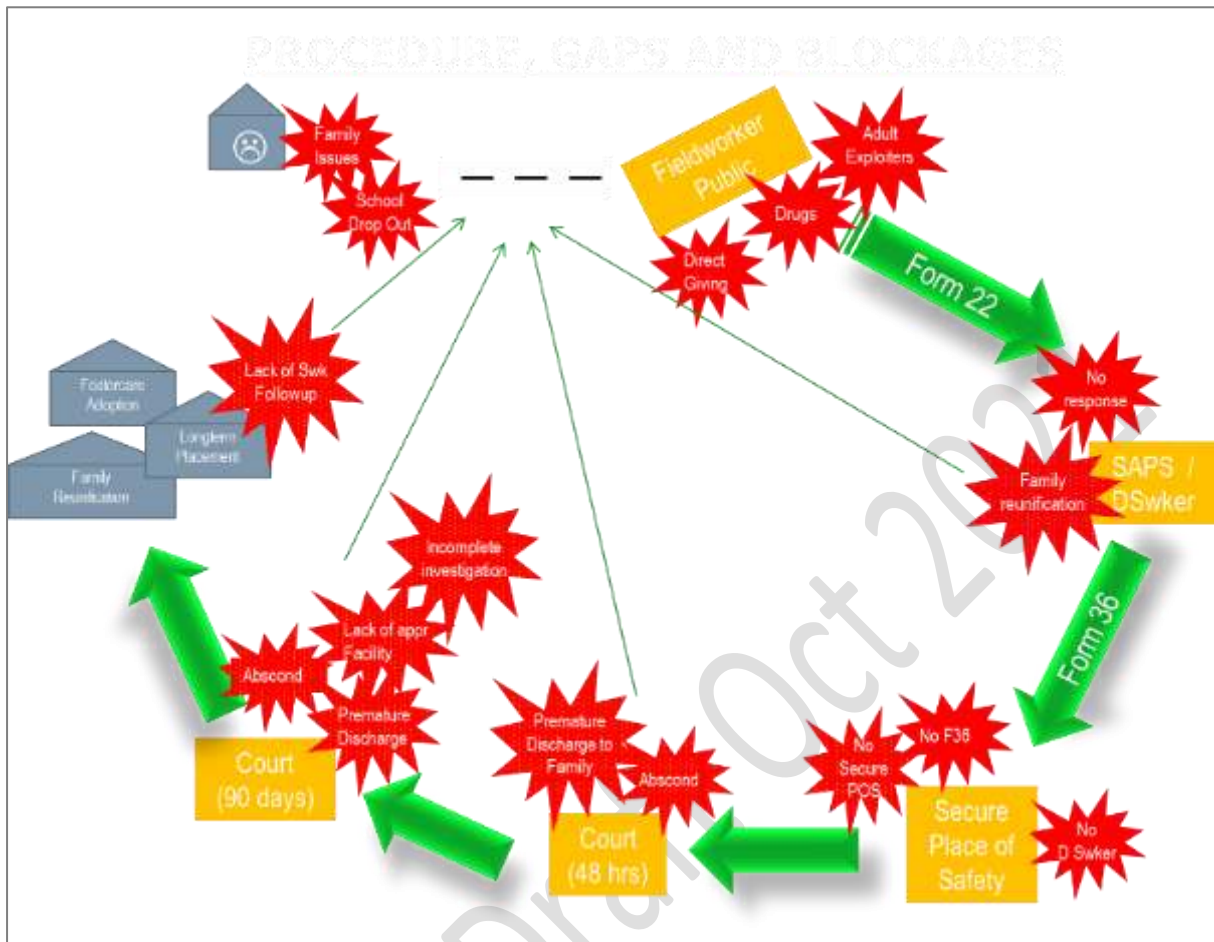 PROCEDURE, GAPS AND BLOCKAGES
Family
Issues
School
Drop Out
Fieldworker
Public
Adult
Exploiters
Drugs
Direct
Giving
Form 22
No
response
SAPS /
DSwker
Family
reunification
Form 36
No F36
No
Secure
POS
Secure
Place of
Safety
No
D Swker
Abscond
Premature
Discharge to
Family
Court
(48 hrs)
Incomplete
investigation
Lack of appr
Facility
Abscond
Premature
Discharge
Court
(90 days)
Lack of Swk
Followup
Fostercare
Adoption
Longterm
Placement
Family
Reunification
Draft Oct